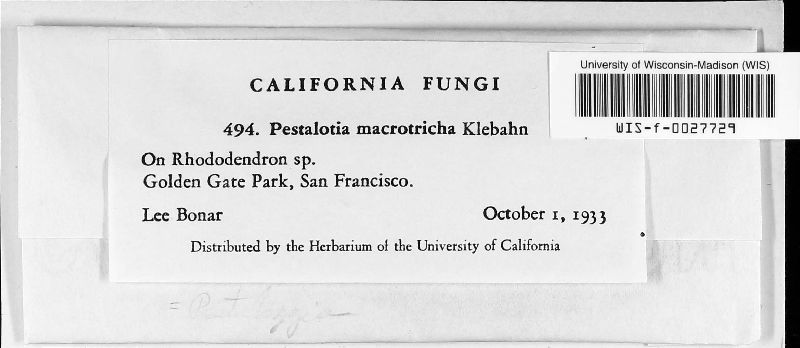 CALIFORNIA FUNGI
University of Wisconsin-Madison (WIS)
WIS-f-0027729
494. Pestalotia macrotricha Klebahn
On Rhododendron sp.
Golden Gate Park, San Francisco.
Lee Bonar October 1, 1933
Distributed by the Herbarium of the University of California
=